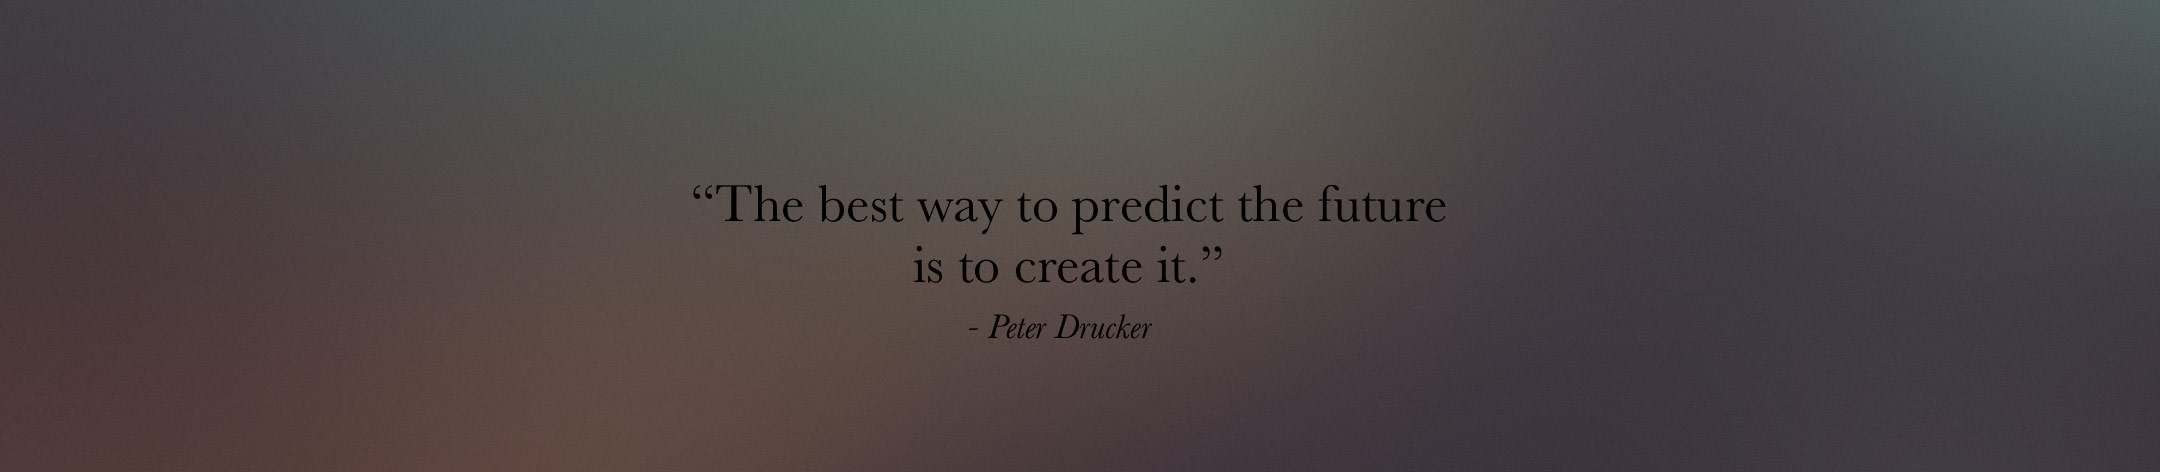 “The best way to predict the future
is to create it.”
- Peter Drucker